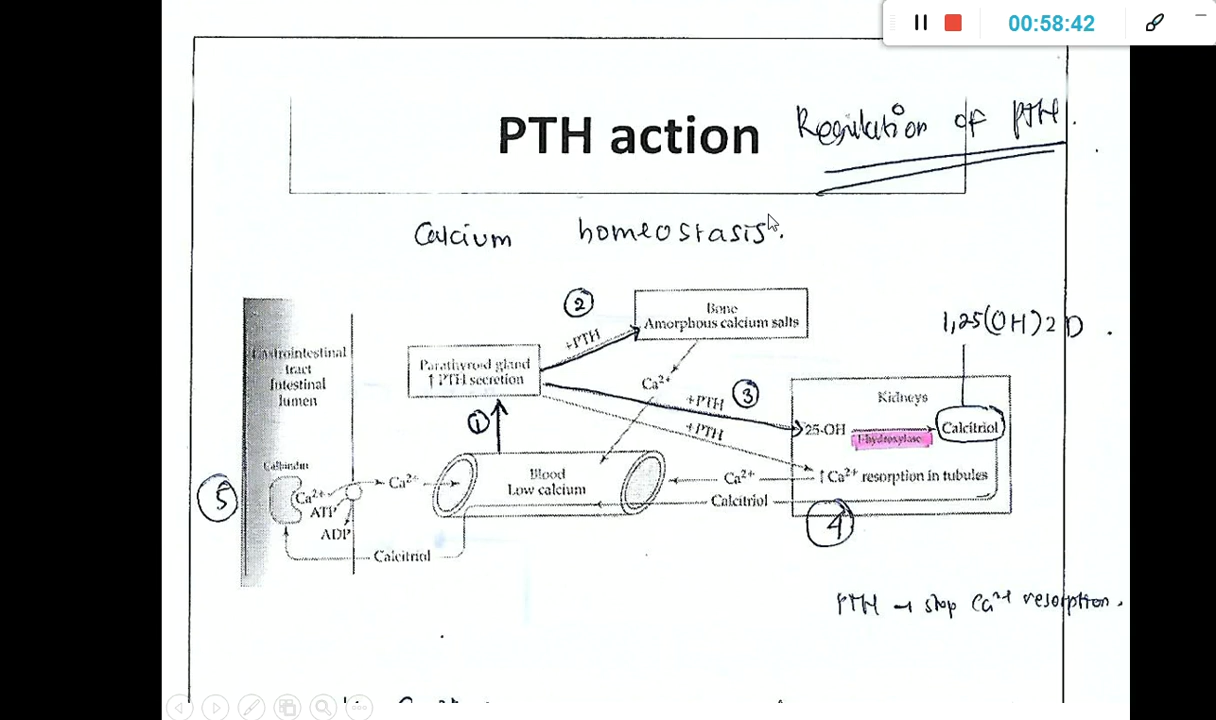 00:58:42
PTH action Regulation of PTH.
Calcium homeostasis.
2
Bone
Amorphous calcium salts
1,25(OH)2 D .
+PTH
Gastrointestinal
tract
Intestinal
lumen
Parathyroid gland
↑ PTH secretion
Ca2+
+PTH 3
Kidneys
1
+PTH
25-OH
1-hydroxylase
Calcitriol
Calbindin
Blood
Low calcium
Ca2+
↑ Ca2+ resorption in tubules
5
Ca2+
Ca2+
ATP
Calcitriol
4
ADP
Calcitriol
PTH → stop Ca2+ resorption.